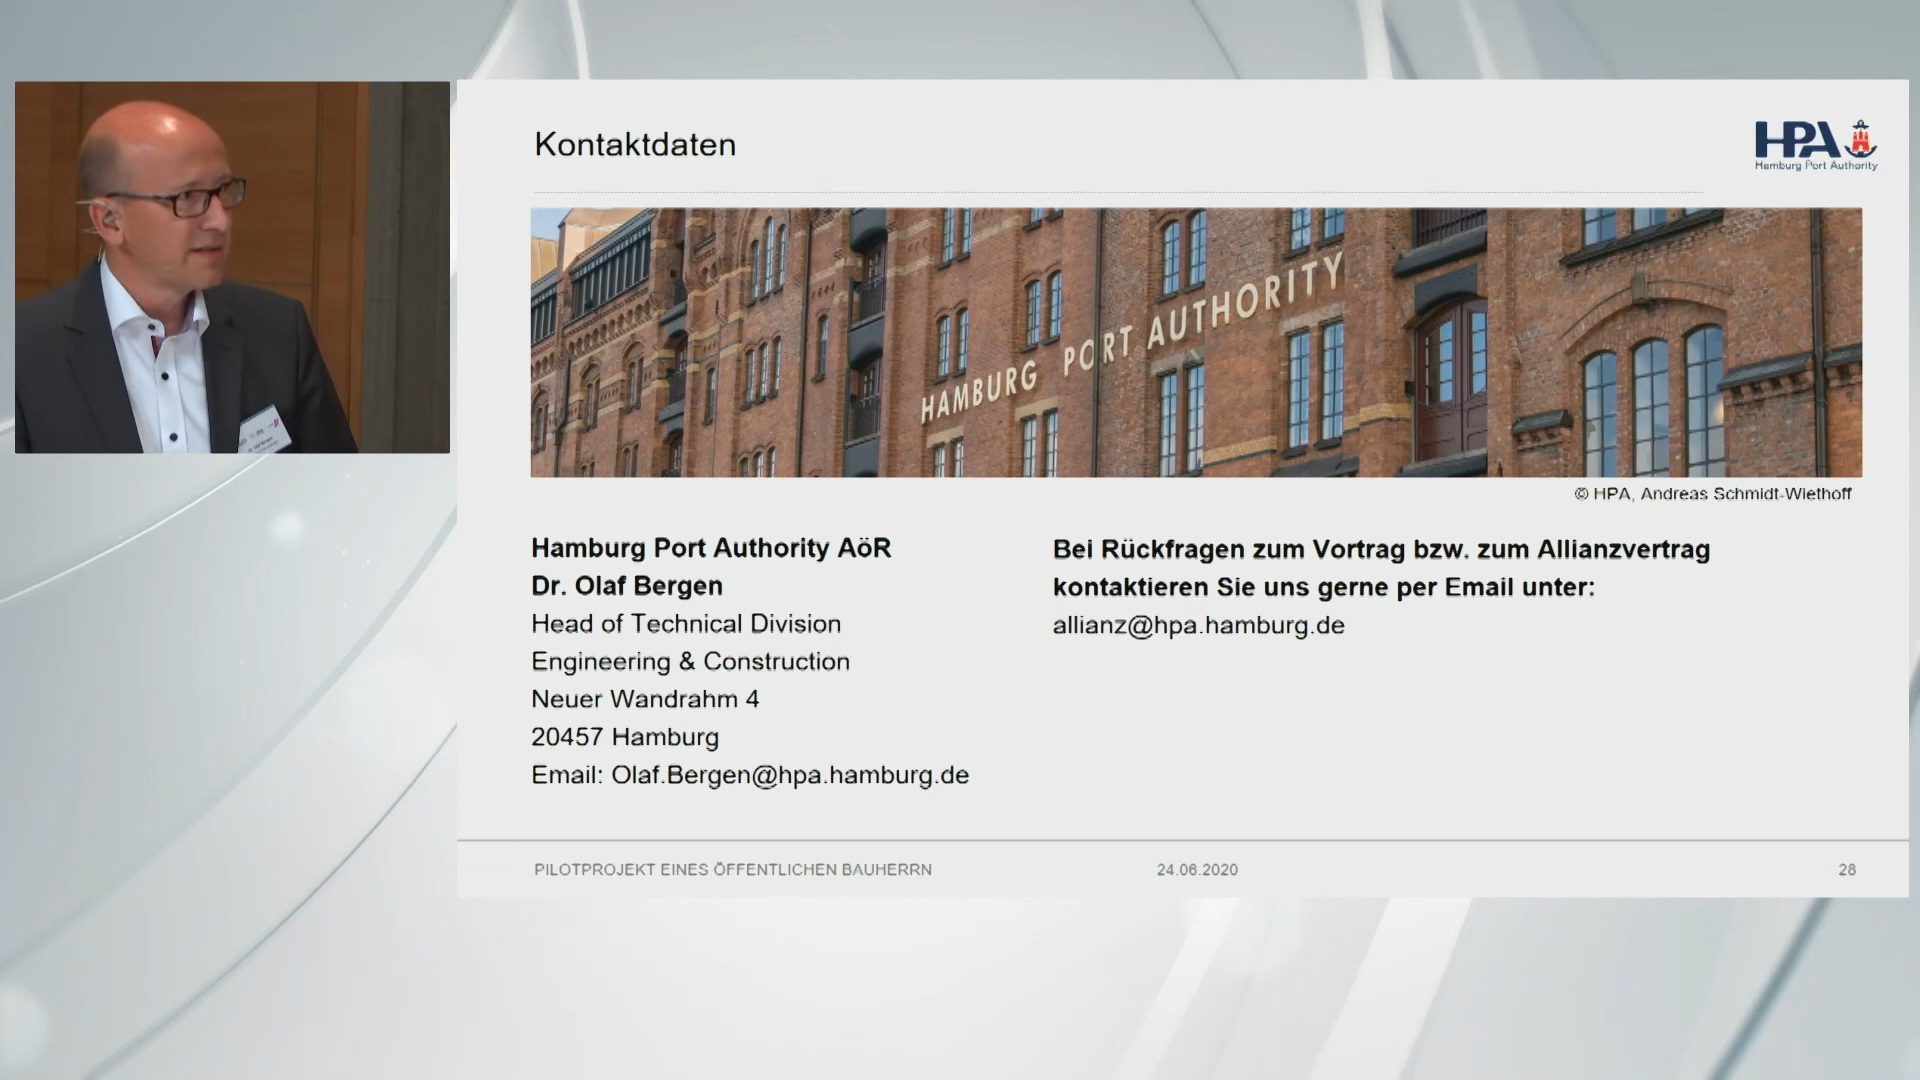 Kontaktdaten
HPA
Hamburg Port Authority
HAMBURG PORT AUTHORITY
© HPA, Andreas Schmidt-Wiethoff
Hamburg Port Authority AöR
Dr. Olaf Bergen
Head of Technical Division
Engineering & Construction
Neuer Wandrahm 4
20457 Hamburg
Email: Olaf.Bergen@hpa.hamburg.de
Bei Rückfragen zum Vortrag bzw. zum Allianzvertrag
kontaktieren Sie uns gerne per Email unter:
allianz@hpa.hamburg.de
PILOTPROJEKT EINES ÖFFENTLICHEN BAUHERRN
24.06.2020
28